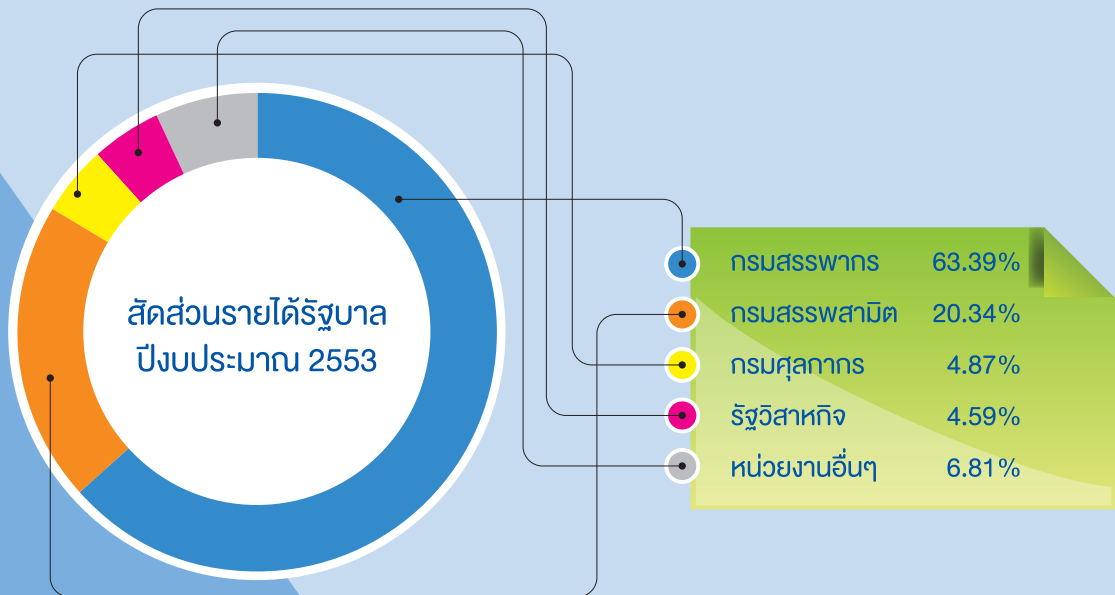 สัดส่วนรายได้รัฐบาล
ปีงบประมาณ 2553
กรมสรรพากร 63.39%
กรมสรรพสามิต 20.34%
กรมศุลกากร 4.87%
รัฐวิสาหกิจ 4.59%
หน่วยงานอื่นๆ 6.81%